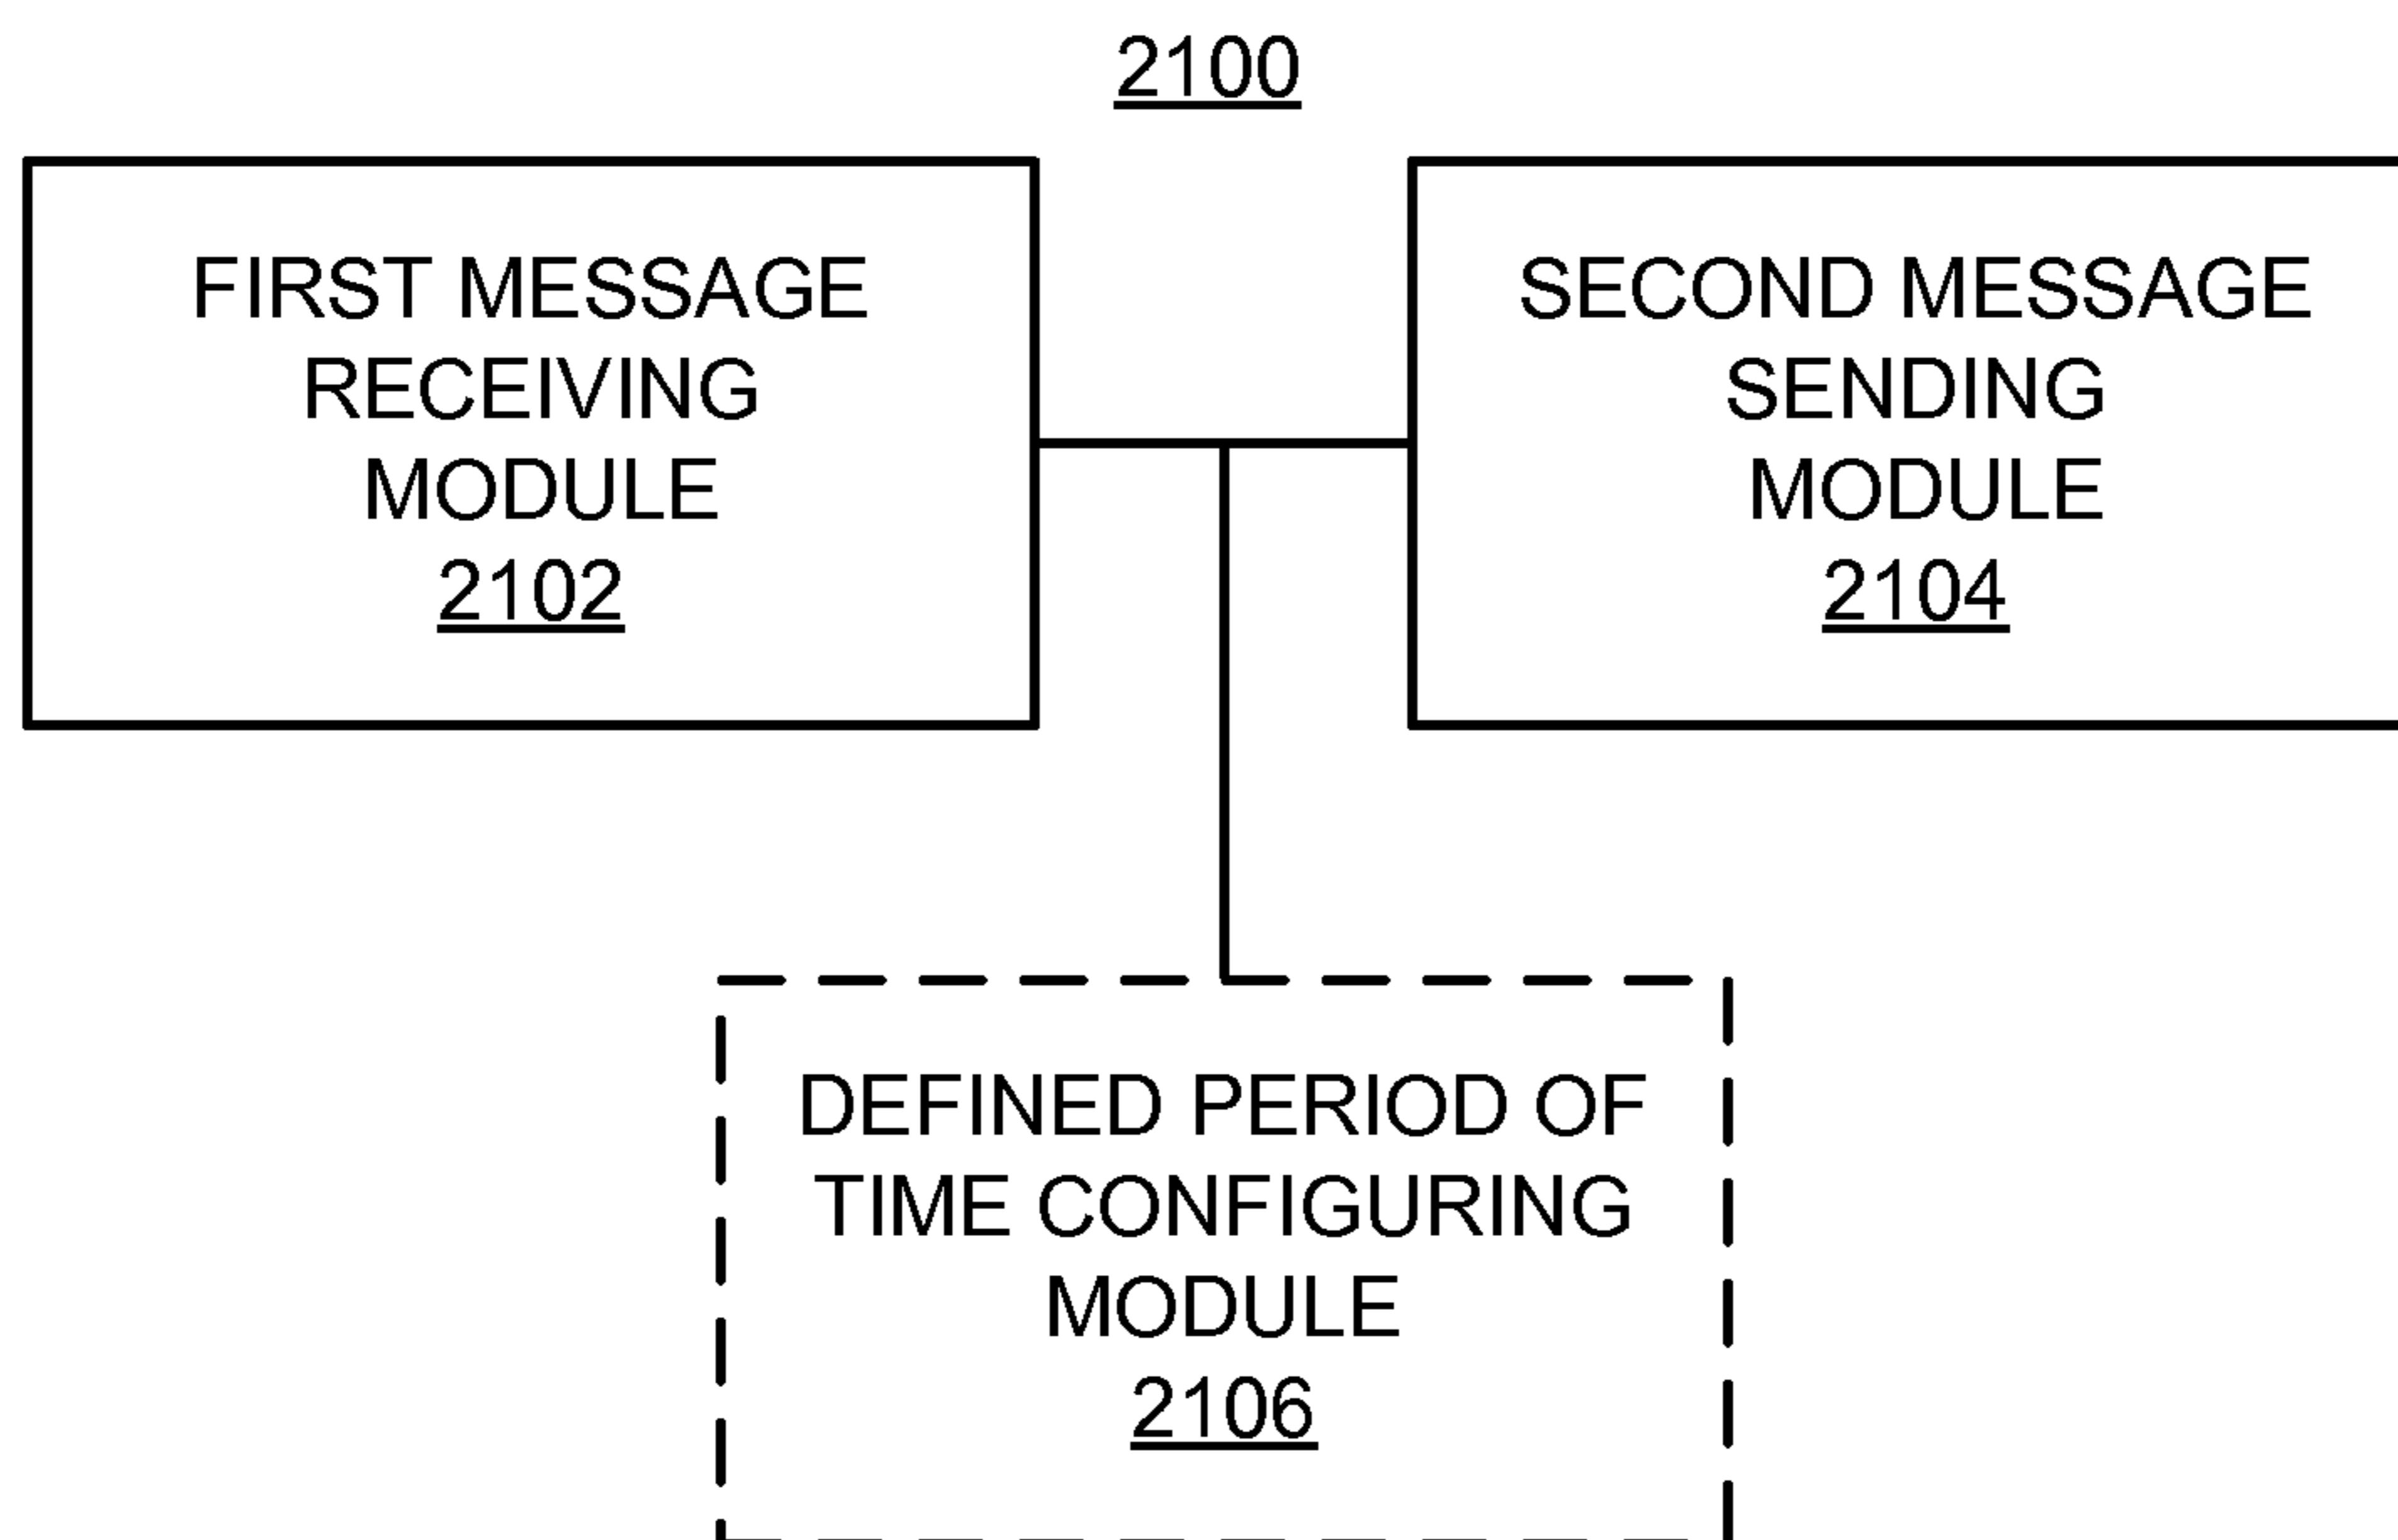 2100
FIRST MESSAGE
RECEIVING
MODULE
2102
SECOND MESSAGE
SENDING
MODULE
2104
DEFINED PERIOD OF
TIME CONFIGURING
MODULE
2106